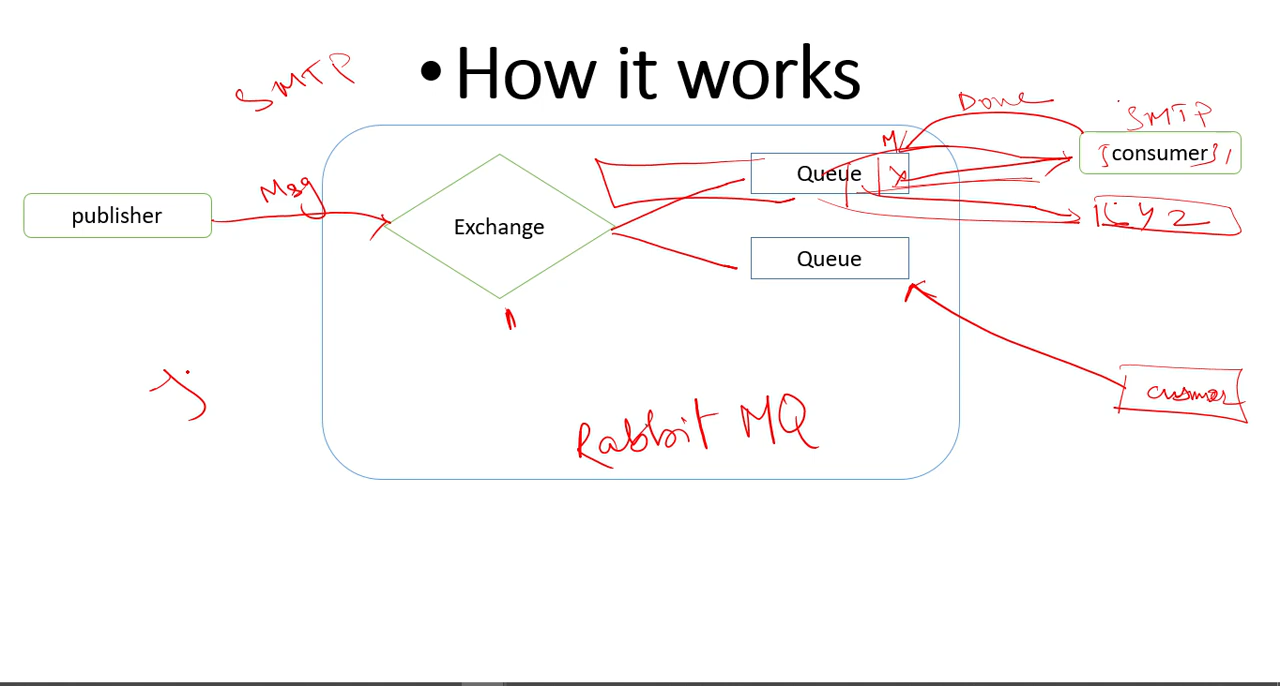 • How it works
SMTP
Done
SMTP
M
Queue
X
{consumer},
Msg
publisher
Exchange
Queue
Rabbit MQ